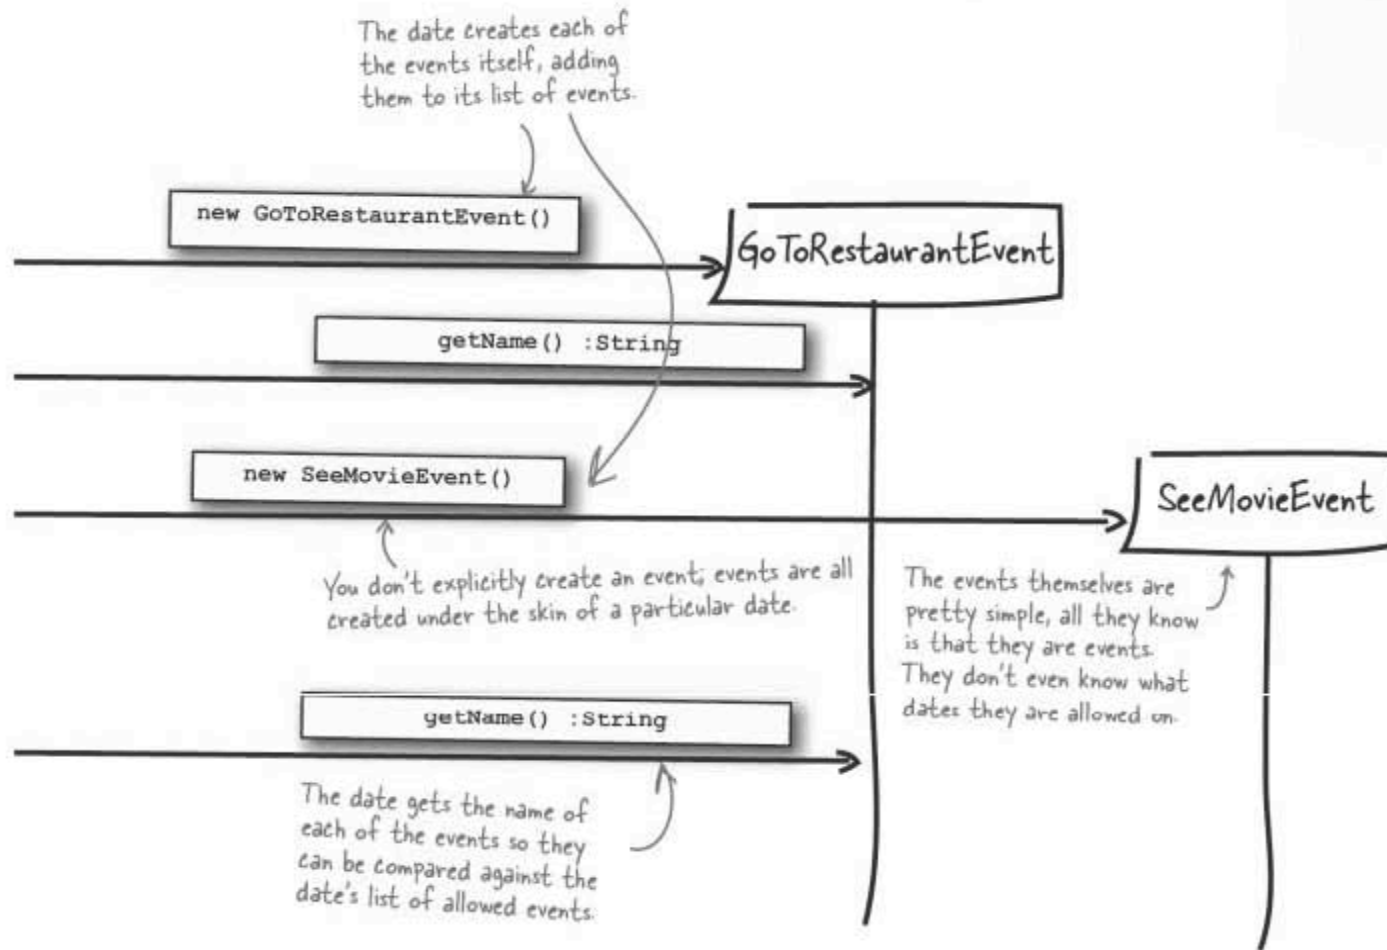 The date creates each of
the events itself, adding
them to its list of events.
new GoToRestaurantEvent()
GoToRestaurantEvent
getName() :String
new SeeMovieEvent()
SeeMovieEvent
You don't explicitly create an event; events are all
created under the skin of a particular date.
The events themselves are
pretty simple, all they know
is that they are events.
They don't even know what
dates they are allowed on.
getName() :String
The date gets the name of
each of the events so they
can be compared against the
date's list of allowed events.